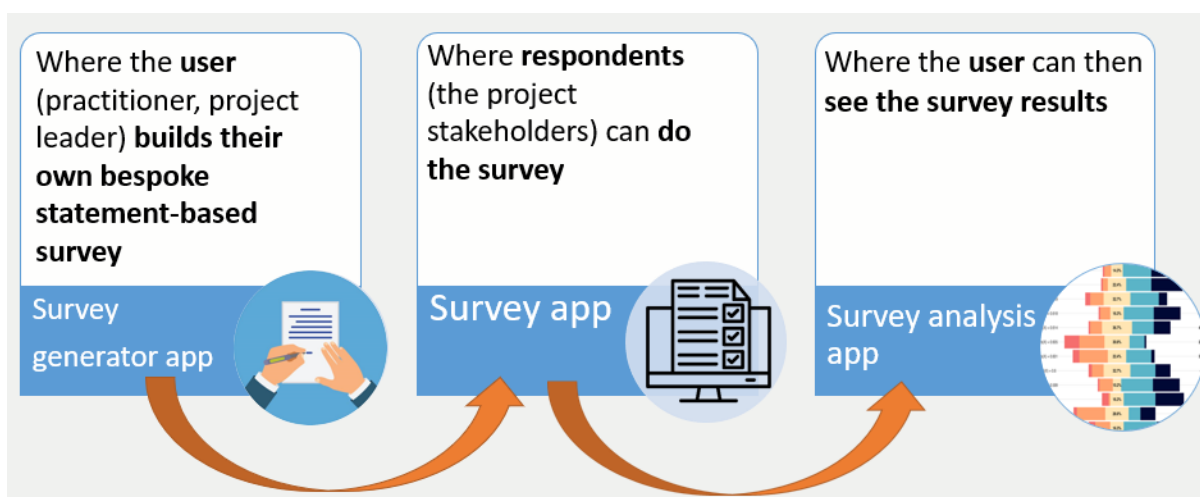 Where the user
(practitioner, project
leader) builds their
own bespoke
statement-based
survey
Survey
generator app
Where respondents
(the project
stakeholders) can do
the survey
Survey app
Where the user can then
see the survey results
Survey analysis
app